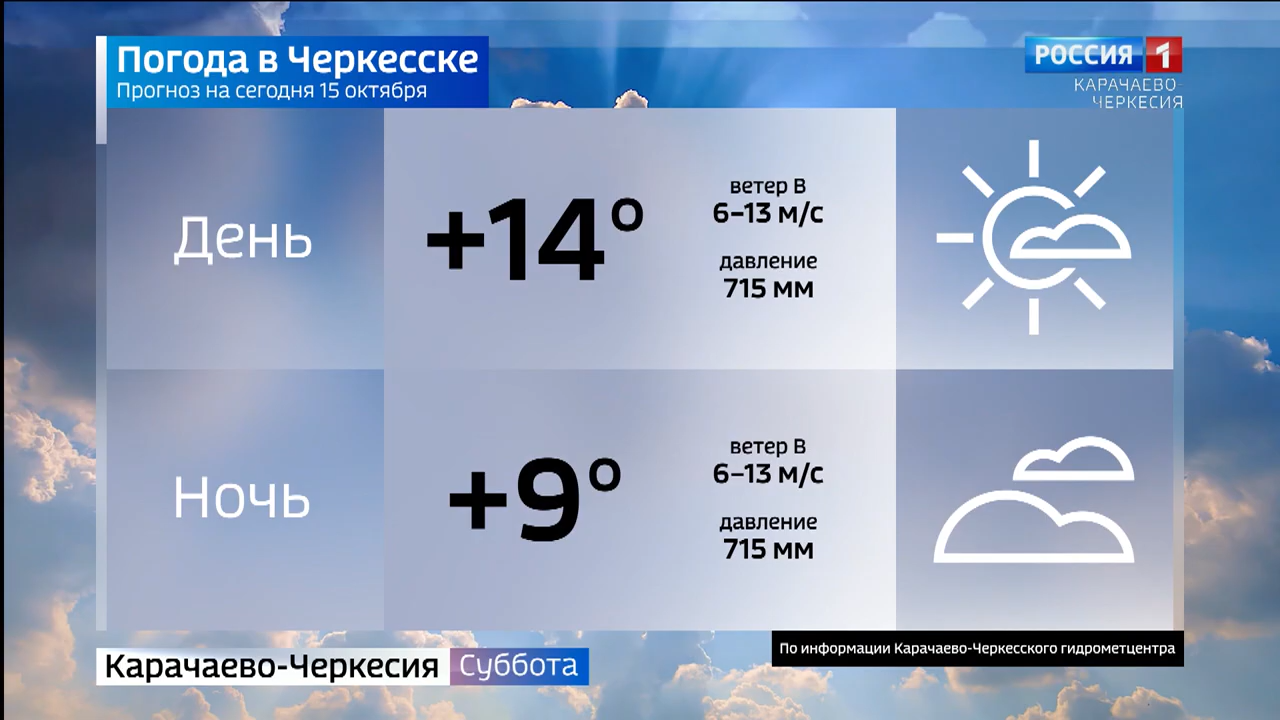 Погода в Черкесске
Прогноз на сегодня 15 октября
РОССИЯ 1
КАРАЧАЕВО-
ЧЕРКЕСИЯ
День
+14°
ветер В
6–13 м/с
давление
715 мм
Ночь
+9°
ветер В
6–13 м/с
давление
715 мм
По информации Карачаево-Черкесского гидрометцентра
Карачаево-Черкесия Суббота